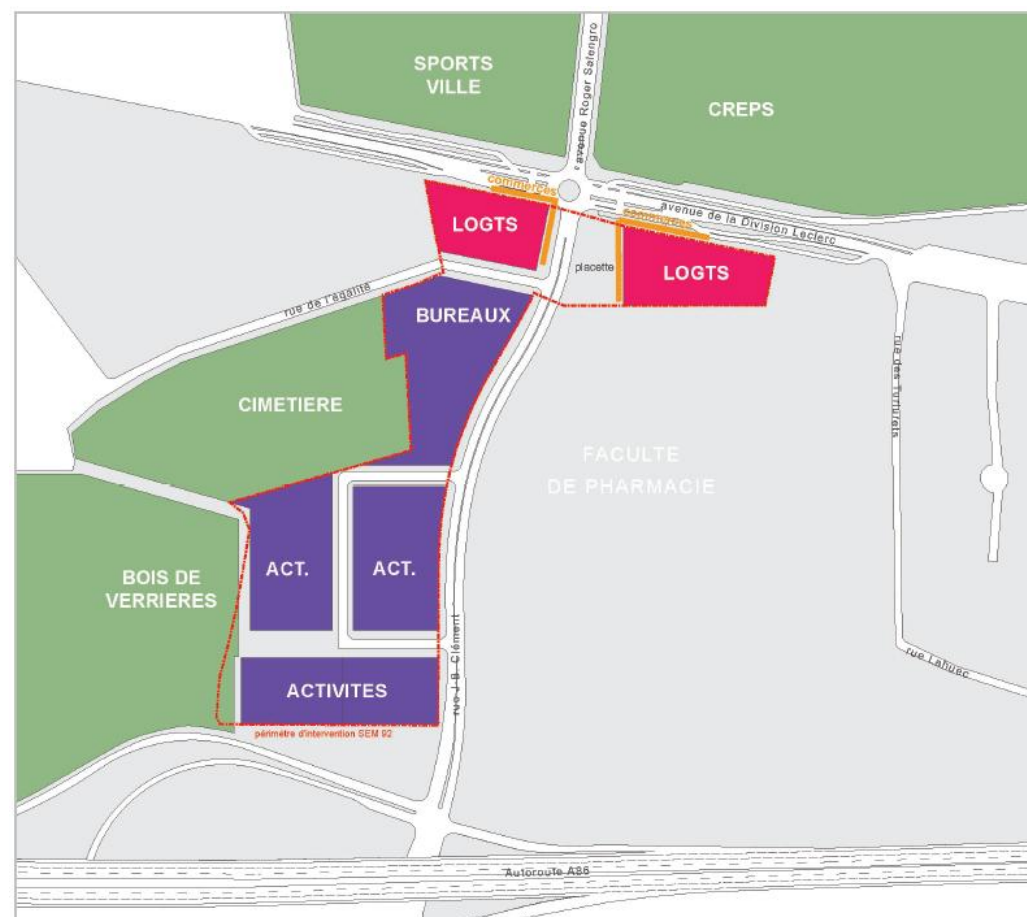 SPORTS
VILLE
avenue Roger Salengro
CREPS
commerces
avenue de la Division Leclerc
commerces
LOGTS
placette
LOGTS
rue de l'égalité
BUREAUX
rue des
CIMETIERE
FACULTE
DE PHARMACIE
ACT.
ACT.
BOIS DE
VERRIERES
rue J.B. Clément
rue Lahuec
ACTIVITES
périmètre d'intervention SEM 92
Autoroute A86